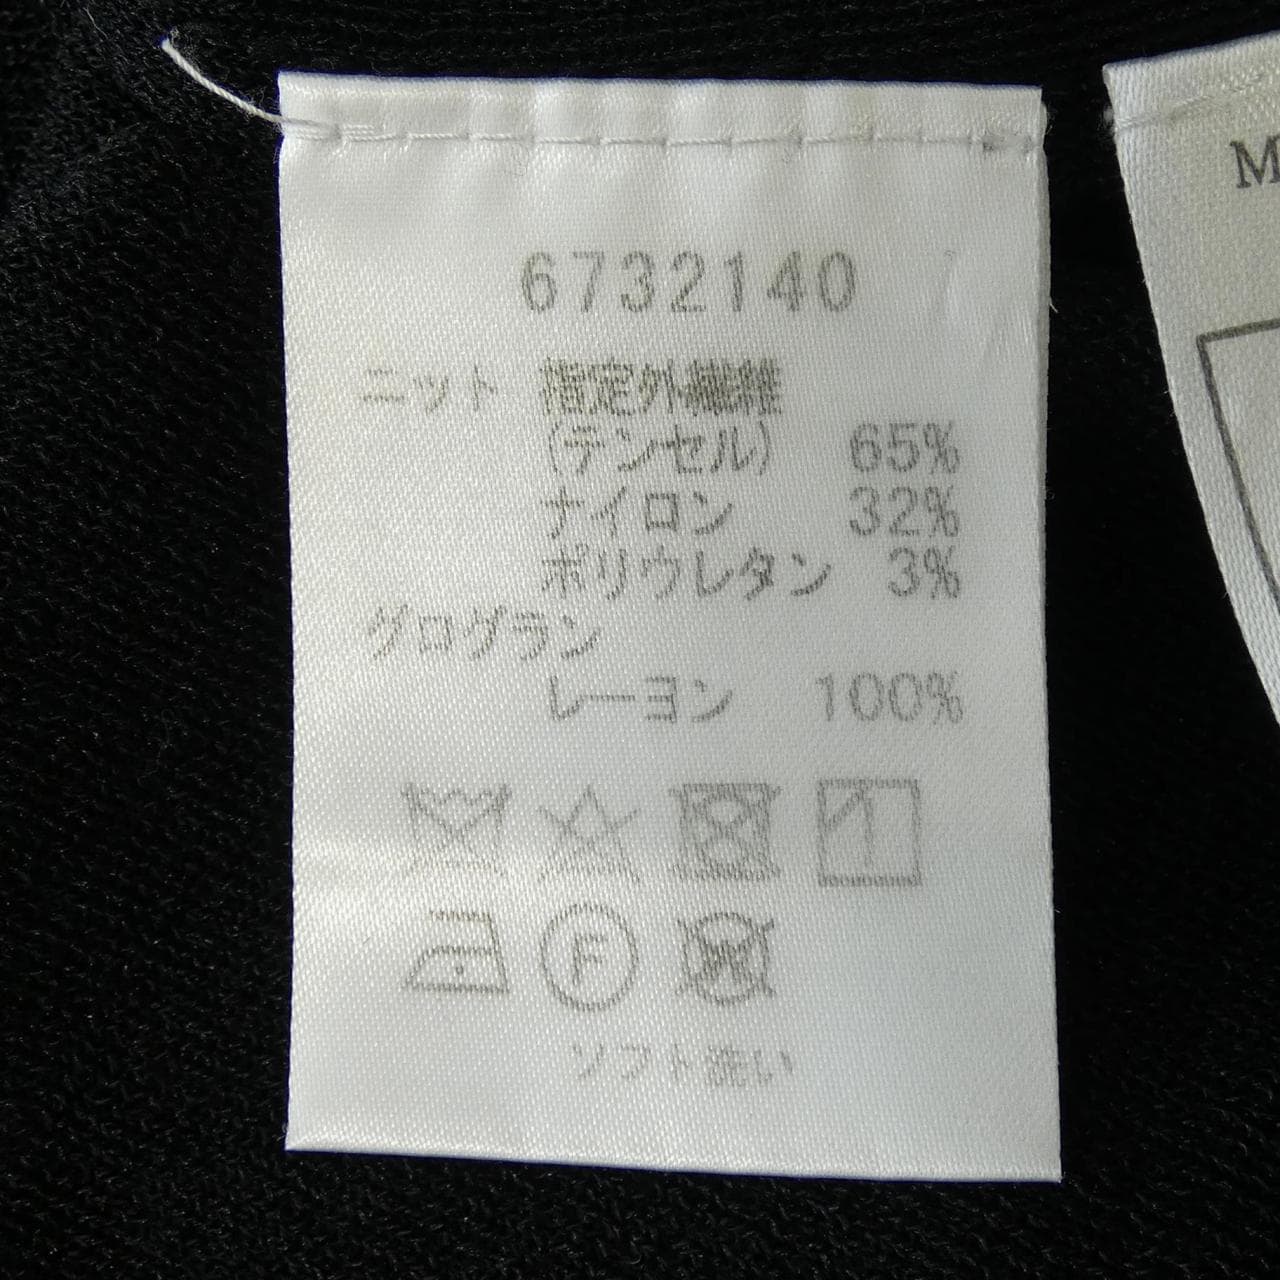 6732140
ニット 指定外繊維
(テンセル) 65%
ナイロン 32%
ポリウレタン 3%
グログラン
レーヨン 100%
F
W
ソフト洗い
M